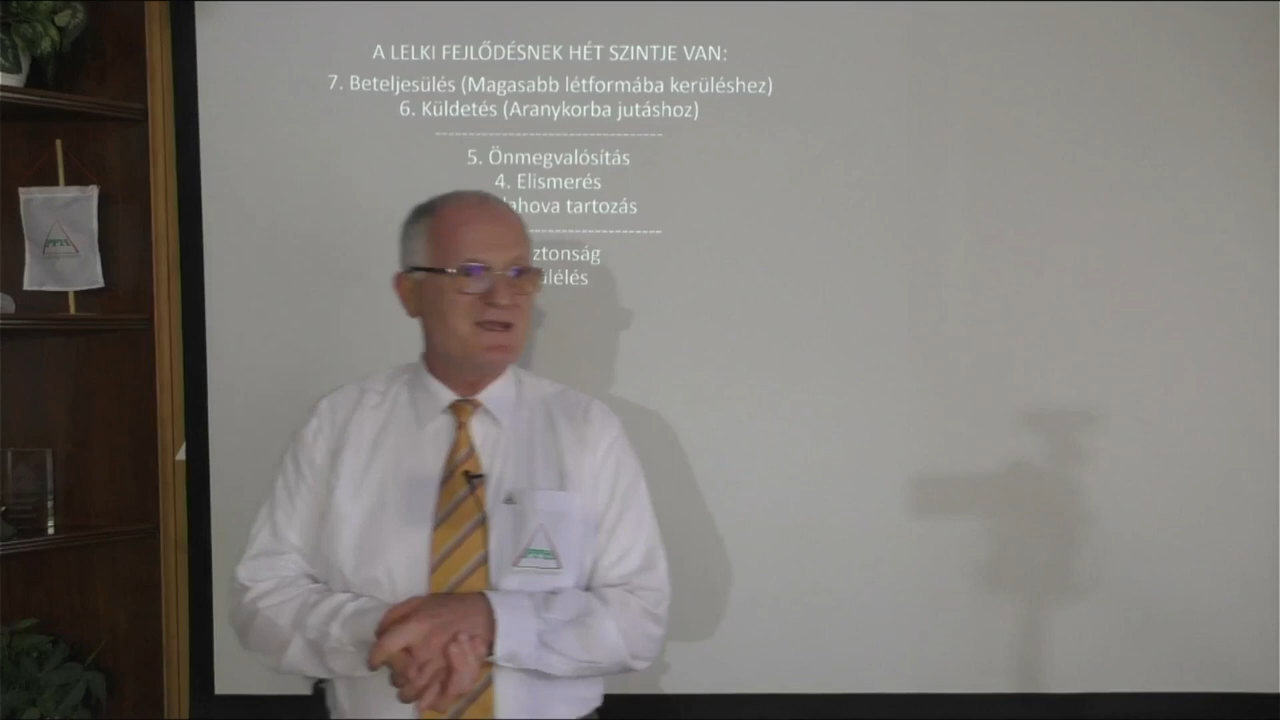 A LELKI FEJLŐDÉSNEK HÉT SZINTJE VAN:
7. Beteljesülés (Magasabb létformába kerüléshez)
6. Küldetés (Aranykorba jutáshoz)
-----------------------------------
5. Önmegvalósítás
4. Elismerés
tartozás